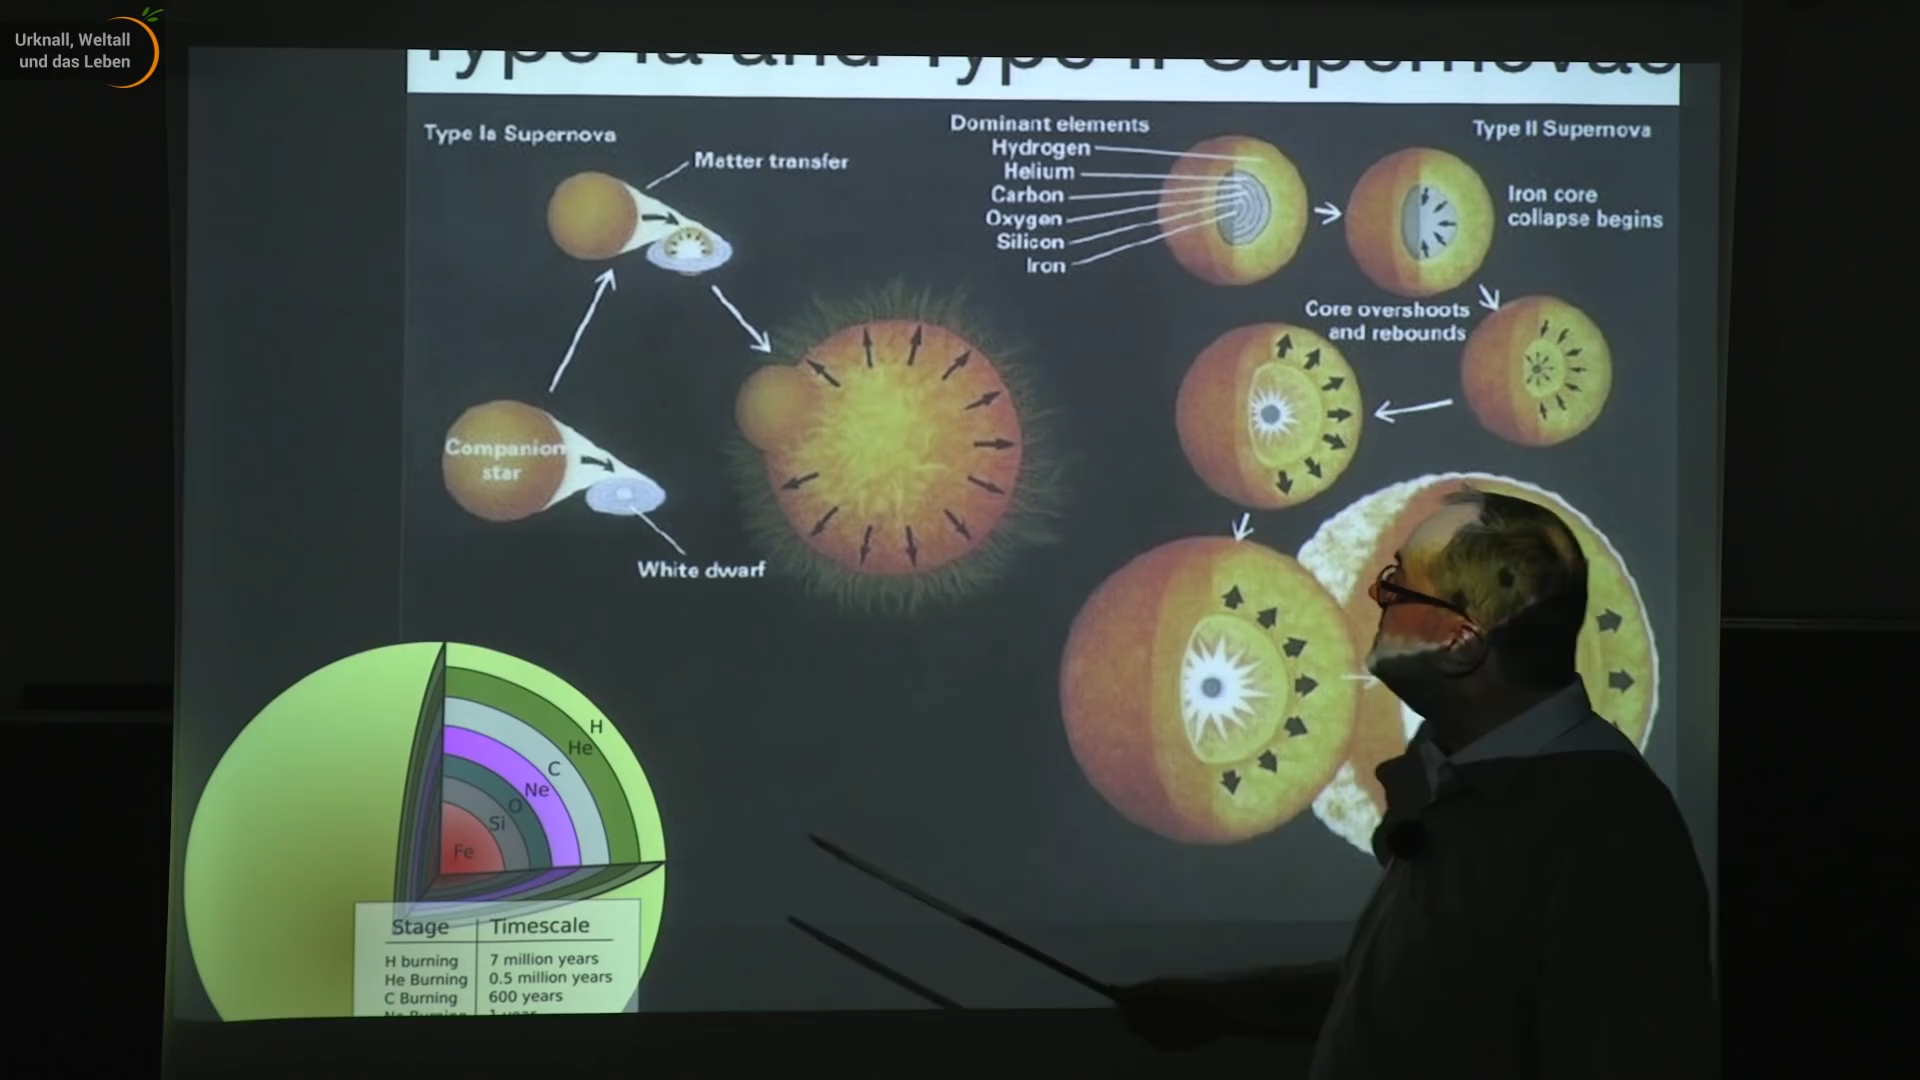 Urknall, Weltall
und das Leben
Type Ia and Type II Supernovae
Type Ia Supernova
Matter transfer
Companion
star
White dwarf
Dominant elements
Hydrogen
Helium
Carbon
Oxygen
Silicon
Iron
Type II Supernova
Iron core
collapse begins
Core overshoots
and rebounds
H
He
C
Ne
O
Si
Fe
Stage Timescale
H burning 7 million years
He Burning 0.5 million years
C Burning 600 years
Ne Burning 1 year